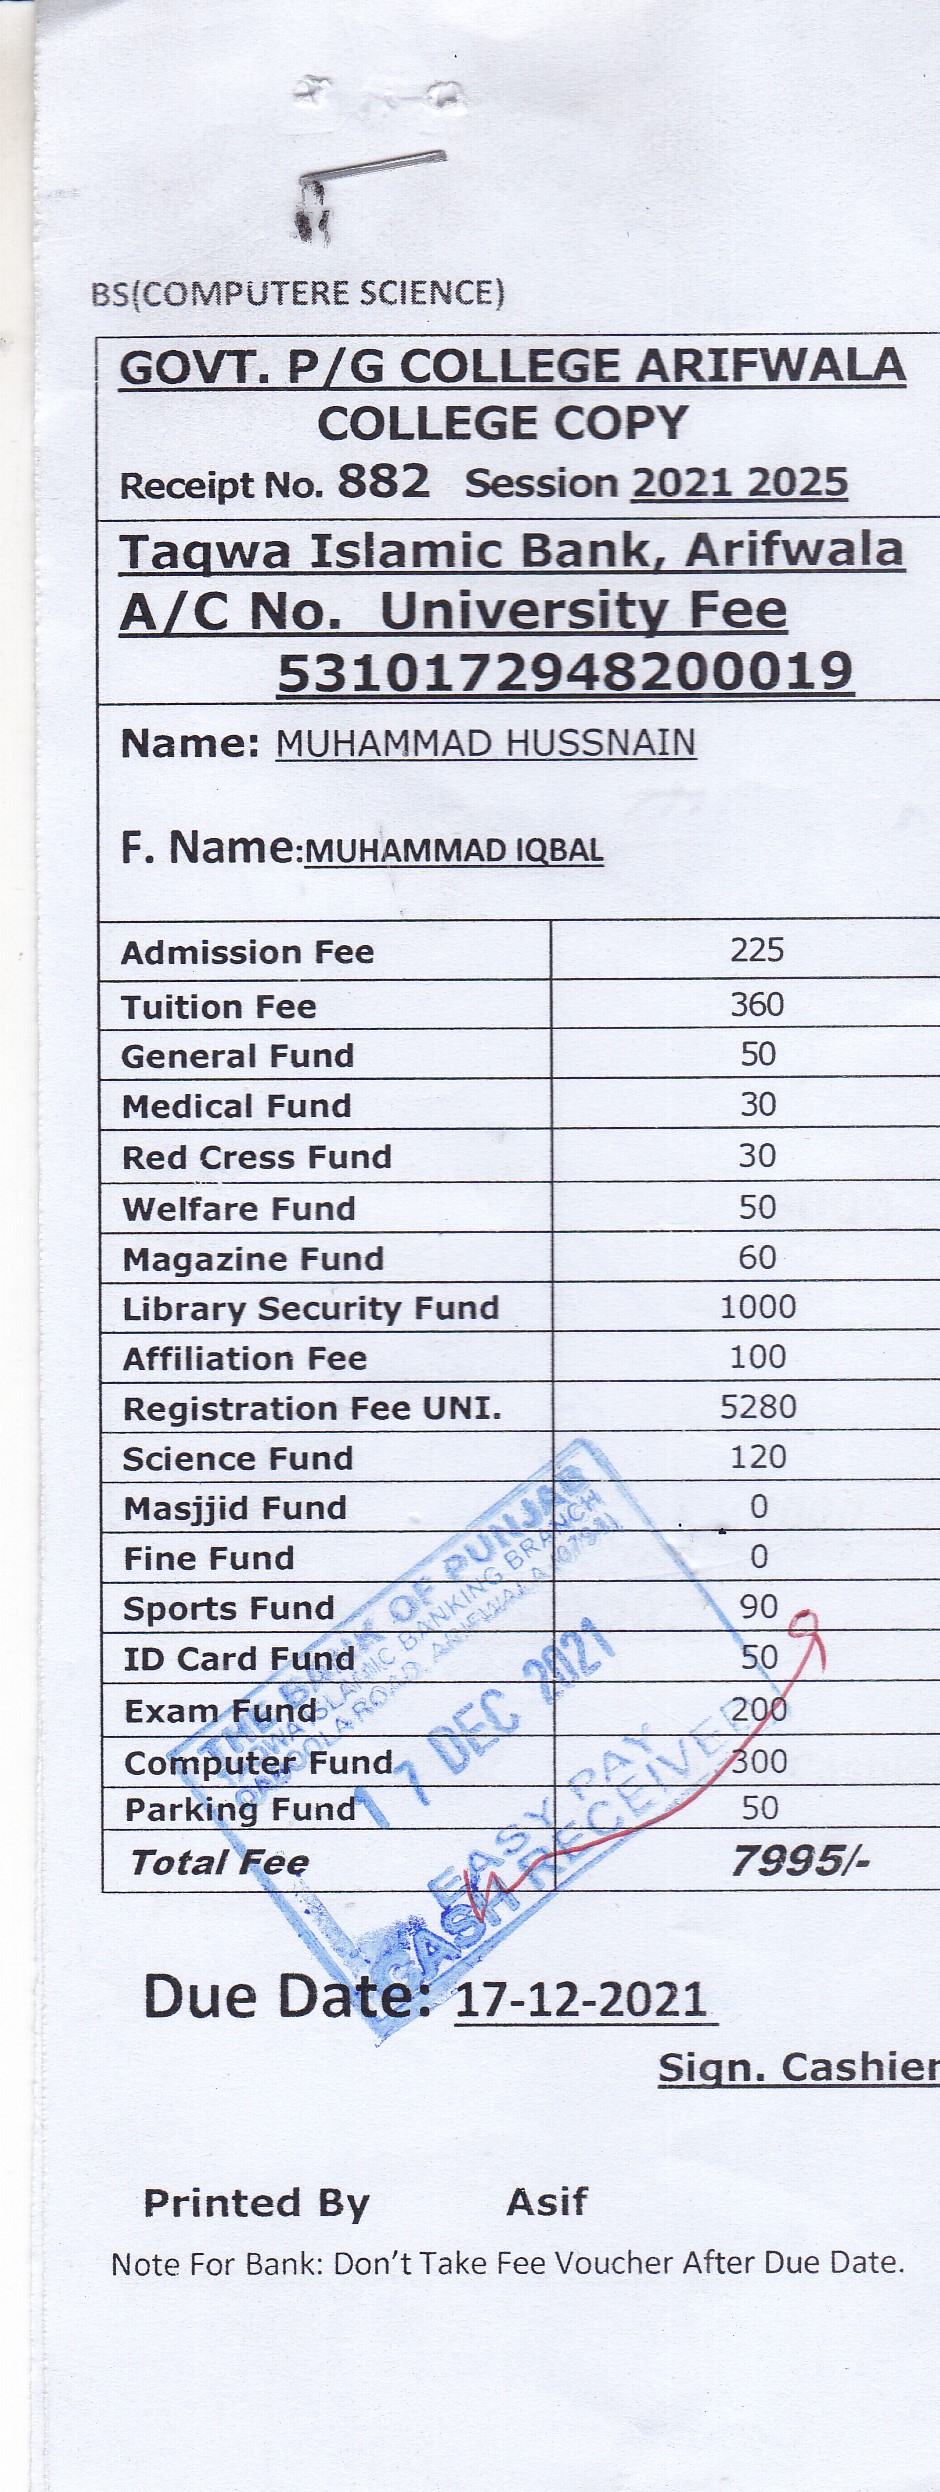 BS(COMPUTERE SCIENCE)
GOVT. P/G COLLEGE ARIFWALA
COLLEGE COPY
Receipt No. 882 Session 2021 2025
Taqwa Islamic Bank, Arifwala
A/C No. University Fee
5310172948200019
Name: MUHAMMAD HUSSNAIN
F. Name:MUHAMMAD IQBAL
Admission Fee 225
Tuition Fee 360
General Fund 50
Medical Fund 30
Red Cress Fund 30
Welfare Fund 50
Magazine Fund 60
Library Security Fund 1000
Affiliation Fee 100
Registration Fee UNI. 5280
Science Fund 120
Masjjid Fund 0
Fine Fund 0
Sports Fund 90
ID Card Fund 50
Exam Fund 200
Computer Fund 300
Parking Fund 50
Total Fee 7995/-
THE BANK OF PUNJAB
TAQWA ISLAMIC BANKING BRANCH
QABOOLA ROAD, ARIFWALA
17 DEC 2021
EASY PAY
CASH RECEIVED
Due Date: 17-12-2021
Sign. Cashier
Printed By Asif
Note For Bank: Don't Take Fee Voucher After Due Date.